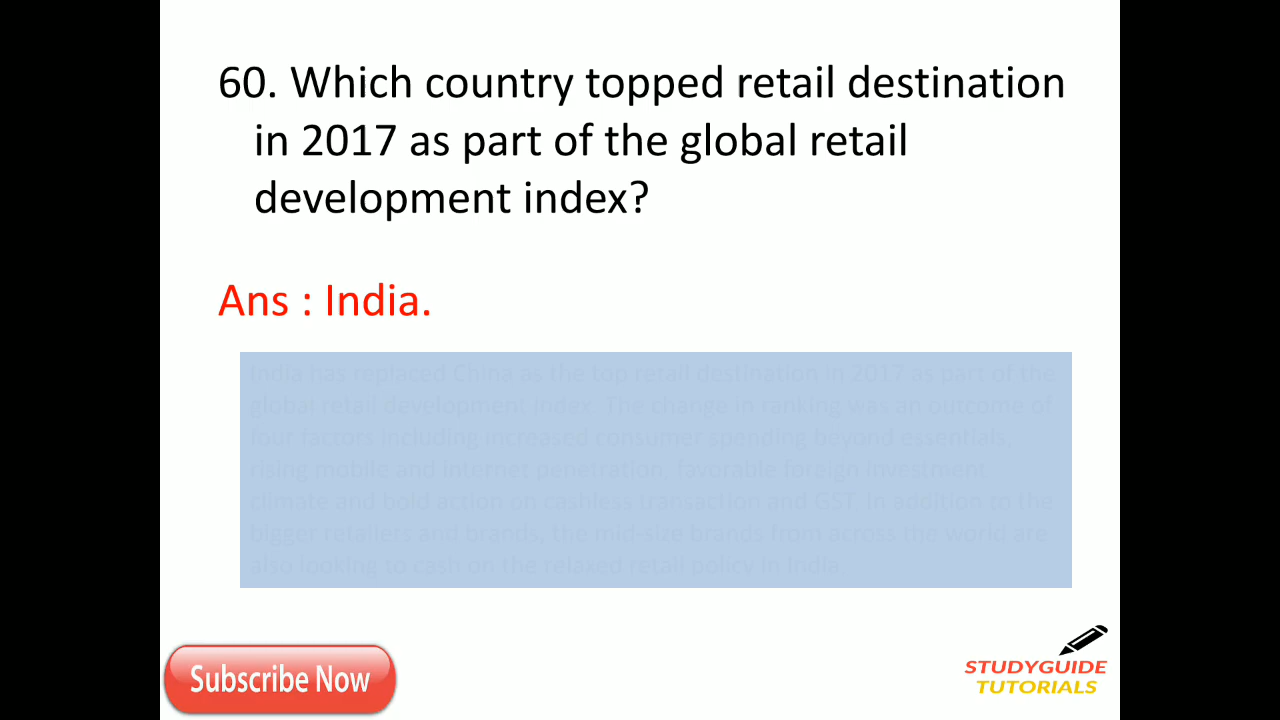 60. Which country topped retail destination
in 2017 as part of the global retail
development index?
Ans : India.
India has replaced China as the top retail destination in 2017 as part of the
global retail development index. The change in ranking was an outcome of
four factors including increased consumer spending beyond essentials,
rising mobile and internet penetration, favorable foreign investment
climate and bold action on cashless transaction and GST. In addition to the
bigger retailers and brands, the mid-size brands from across the world are
also looking to cash on the relaxed retail policy in India
Subscribe Now
STUDYGUIDE
TUTORIALS